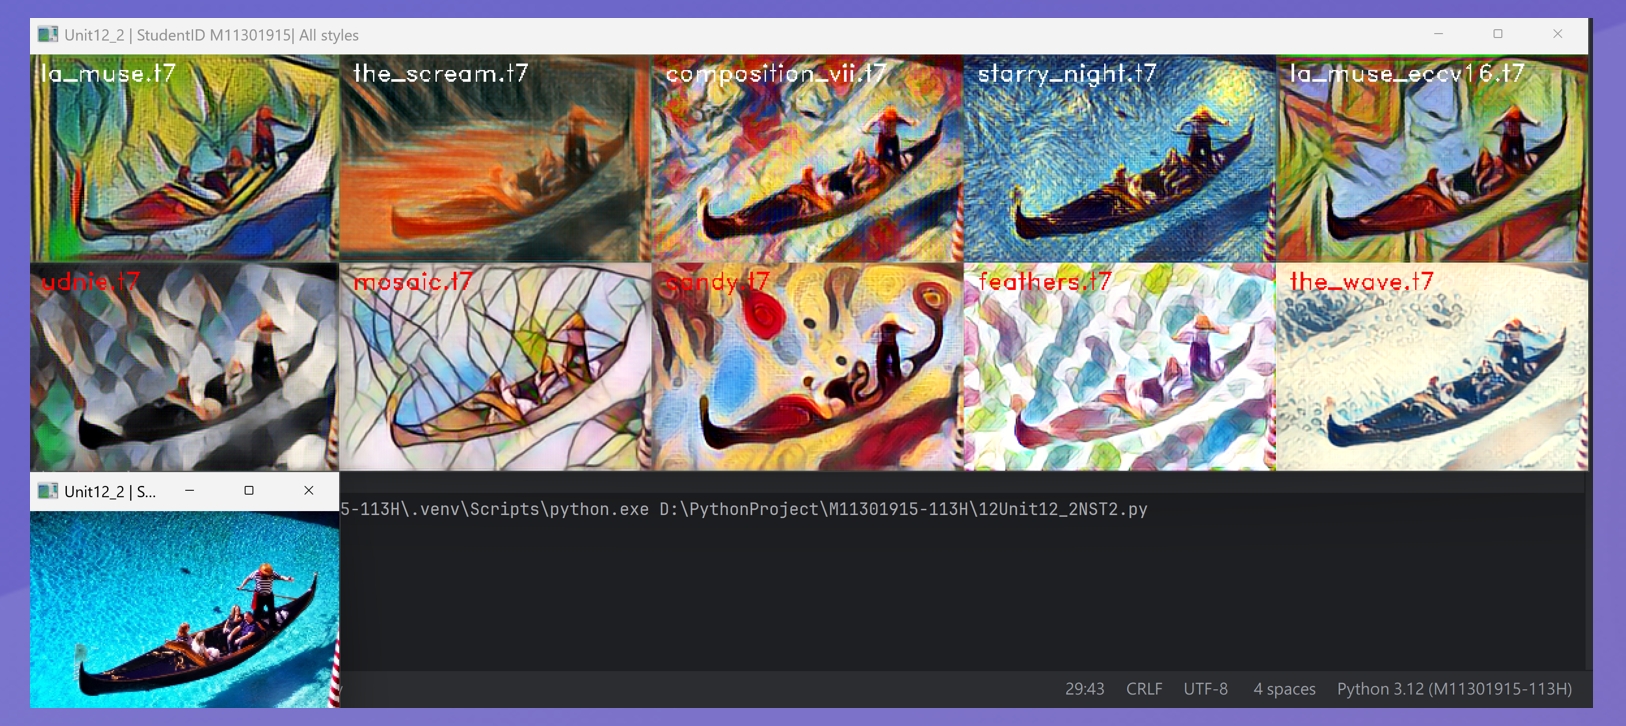 Unit12_2 | StudentID M11301915| All styles
la_muse.t7 the_scream.t7 composition_vii.t7 starry_night.t7 la_muse_eccv16.t7
udnie.t7 mosaic.t7 candy.t7 feathers.t7 the_wave.t7
Unit12_2 | S...
5-113H\.venv\Scripts\python.exe D:\PythonProject\M11301915-113H\12Unit12_2NST2.py
29:43 CRLF UTF-8 4 spaces Python 3.12 (M11301915-113H)